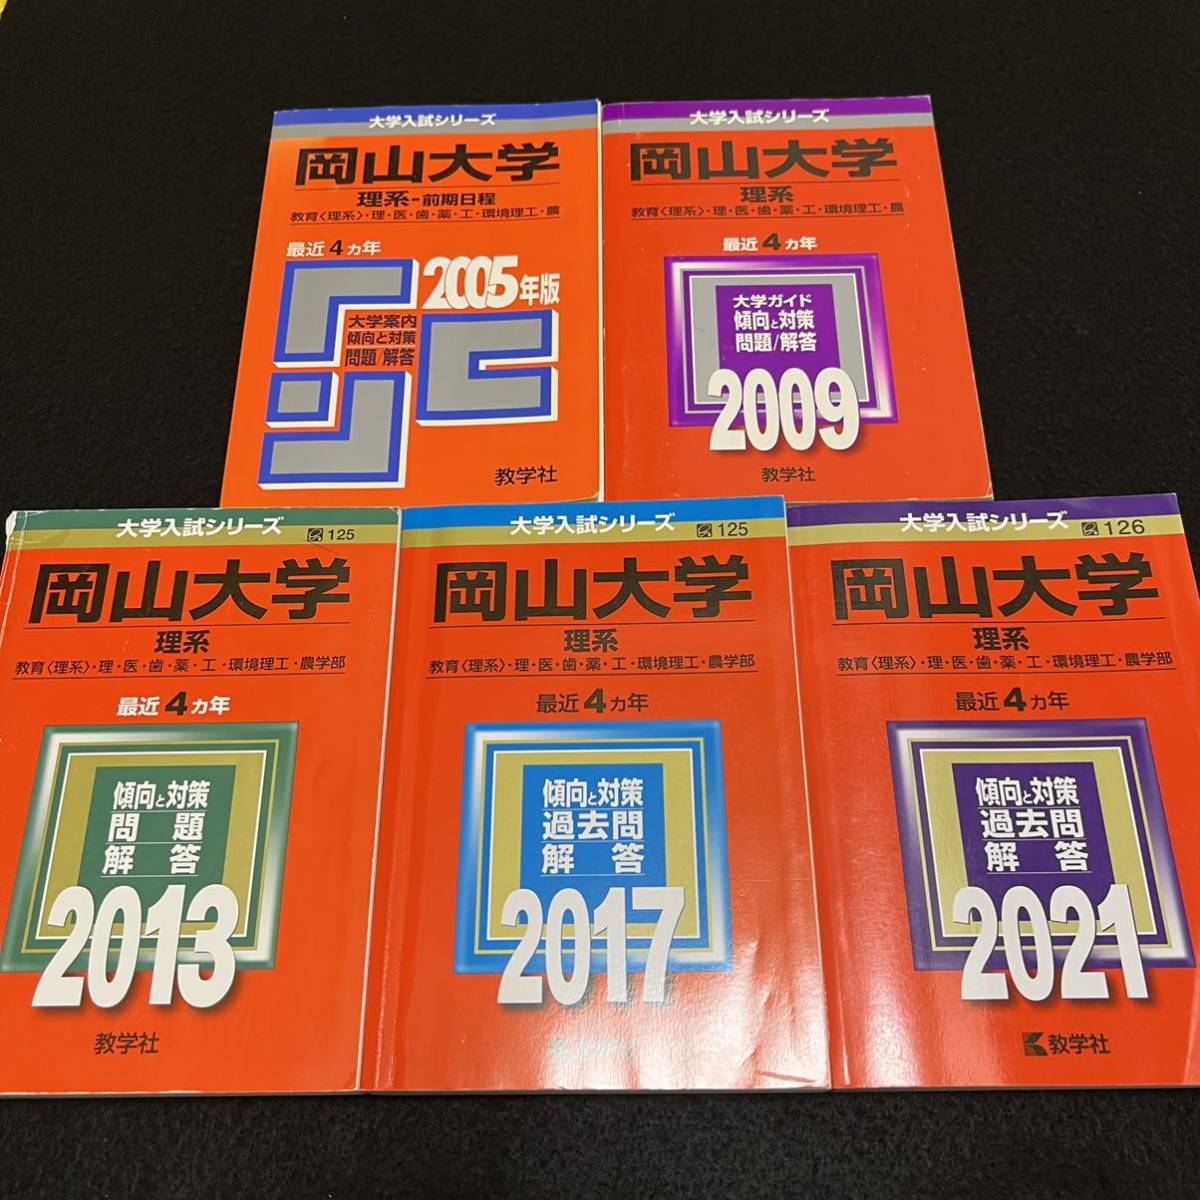 大学入試シリーズ
岡山大学
理系-前期日程
教育〈理系〉・理・医・歯・薬・工・環境理工・農
最近4ヵ年
2005年版
大学案内
傾向と対策
問題/解答
教学社
大学入試シリーズ
岡山大学
理系
教育〈理系〉・理・医・歯・薬・工・環境理工・農
最近4ヵ年
大学ガイド
傾向と対策
問題/解答
2009
教学社
大学入試シリーズ
125
岡山大学
理系
教育〈理系〉・理・医・歯・薬・工・環境理工・農学部
最近4ヵ年
傾向と対策
問題
解答
2013
教学社
大学入試シリーズ
125
岡山大学
理系
教育〈理系〉・理・医・歯・薬・工・環境理工・農学部
最近4ヵ年
傾向と対策
過去問
解答
2017
教学社
大学入試シリーズ
126
岡山大学
理系
教育〈理系〉・理・医・歯・薬・工・環境理工・農学部
最近4ヵ年
傾向と対策
過去問
解答
2021
教学社